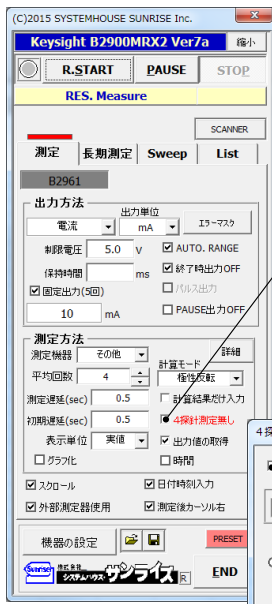 (C)2015 SYSTEMHOUSE SUNRISE Inc.
Keysight B2900MRX2 Ver7a 縮小
R.START PAUSE STOP
RES. Measure
SCANNER
測定 長期測定 Sweep List
B2961
出力方法
出力単位
電流 mA エラーマスク
制限電圧 5.0 V AUTO. RANGE
保持時間 ms 終了時出力OFF
固定出力(5回) パルス出力
10 mA PAUSE出力OFF
測定方法
測定機器 その他 詳細
計算モード
平均回数 4 極性反転
測定遅延(sec) 0.5 計算結果だけ入力
初期遅延(sec) 0.5 4探針測定無し
表示単位 実値 出力値の取得
グラフ化 時間
スクロール 日付時刻入力
外部測定器使用 測定後カーソル右
機器の設定 PRESET
Sunrise 株式会社 システムハウス サンライズ R END
4探